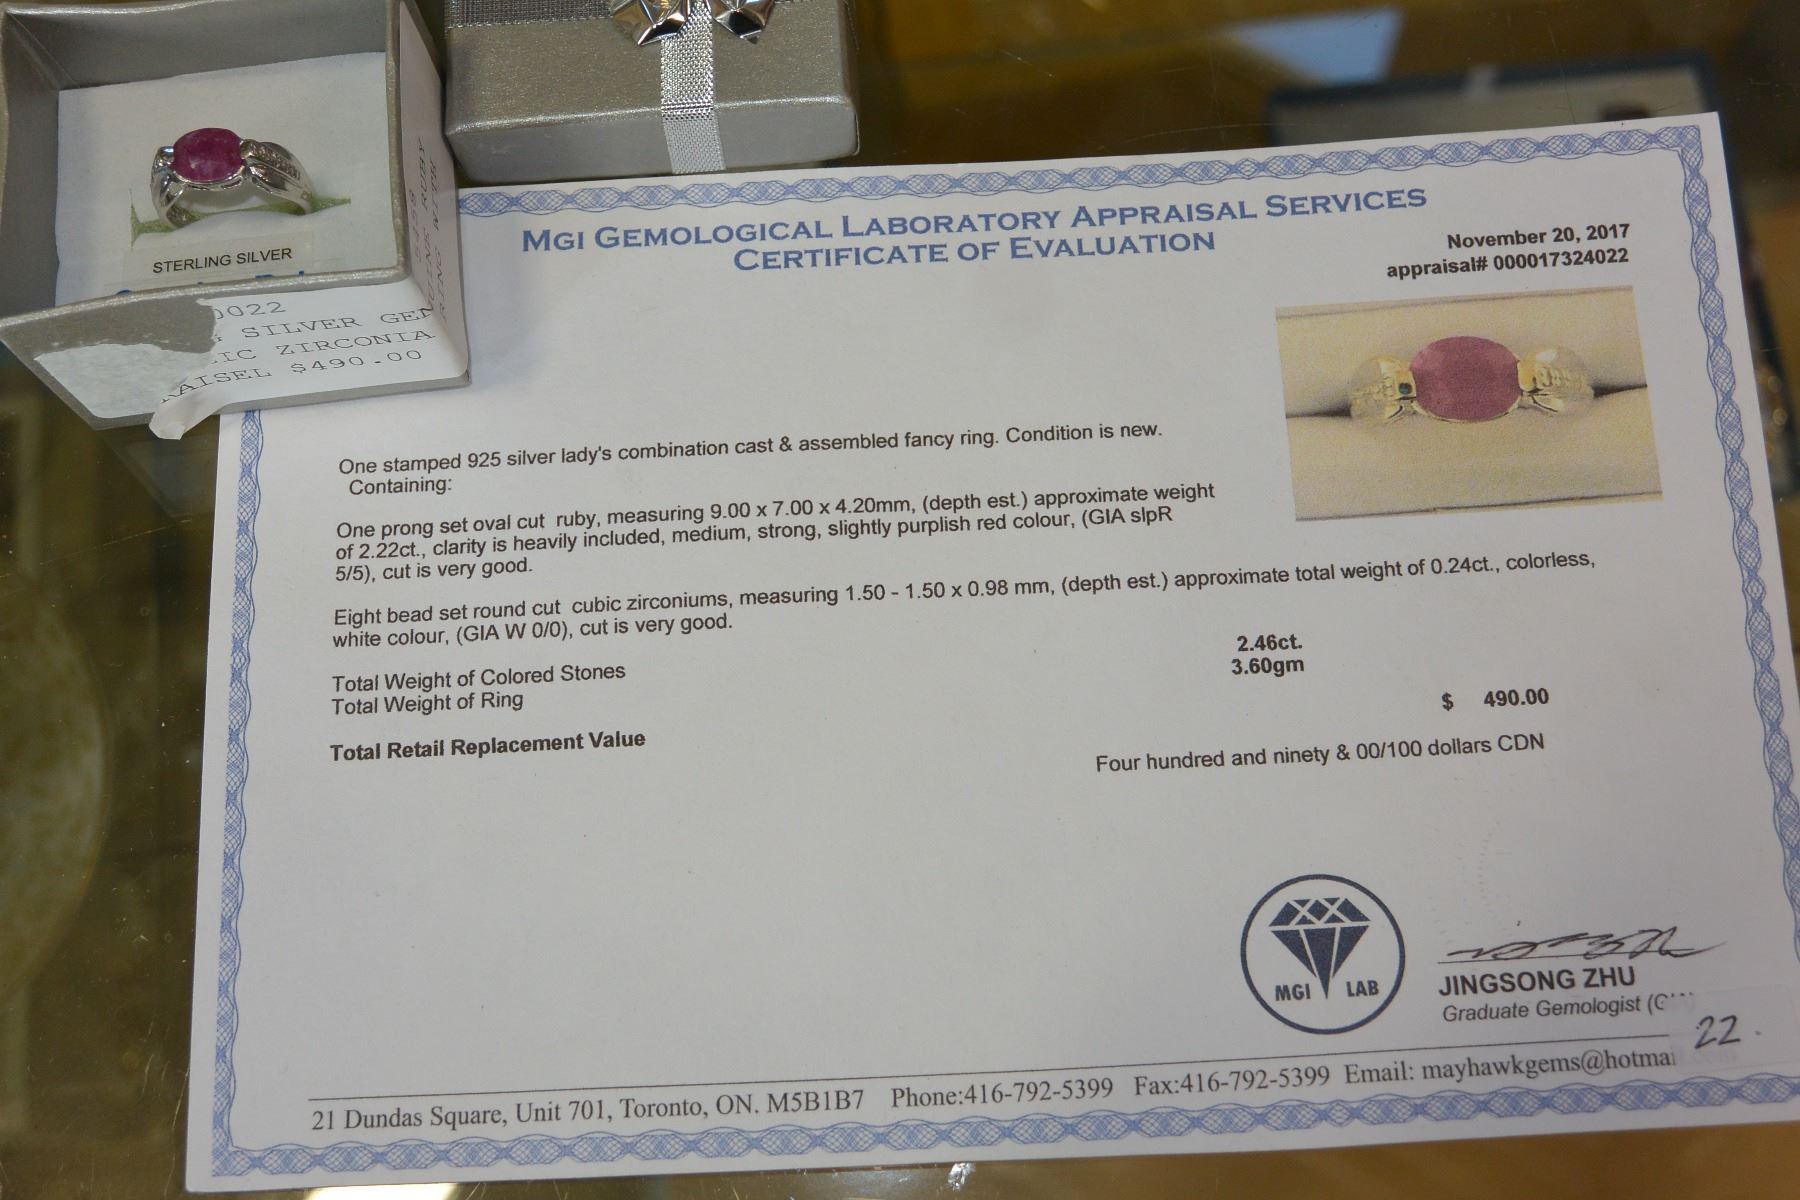 STERLING SILVER
0022
SILVER GEN
IC ZIRCONIA
AISEL $490.00
5458
RUBY
RING WITH
MGI GEMOLOGICAL LABORATORY APPRAISAL SERVICES
CERTIFICATE OF EVALUATION
November 20, 2017
appraisal# 000017324022
One stamped 925 silver lady's combination cast & assembled fancy ring. Condition is new.
Containing:
One prong set oval cut ruby, measuring 9.00 x 7.00 x 4.20mm, (depth est.) approximate weight
of 2.22ct., clarity is heavily included, medium, strong, slightly purplish red colour, (GIA slpR
5/5), cut is very good.
Eight bead set round cut cubic zirconiums, measuring 1.50 - 1.50 x 0.98 mm, (depth est.) approximate total weight of 0.24ct., colorless,
white colour, (GIA W 0/0), cut is very good.
Total Weight of Colored Stones 2.46ct.
Total Weight of Ring 3.60gm
Total Retail Replacement Value $ 490.00
Four hundred and ninety & 00/100 dollars CDN
MGI LAB
JINGSONG ZHU
Graduate Gemologist (G
22.
21 Dundas Square, Unit 701, Toronto, ON. M5B1B7 Phone:416-792-5399 Fax:416-792-5399 Email: mayhawkgems@hotmai